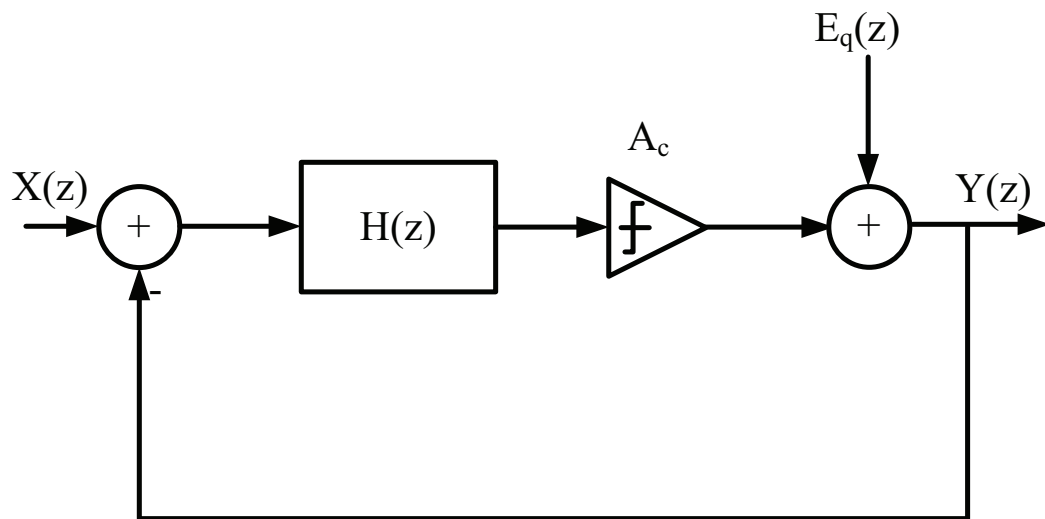 E_q(z)
A_c
X(z)
+
H(z)
+
Y(z)
-